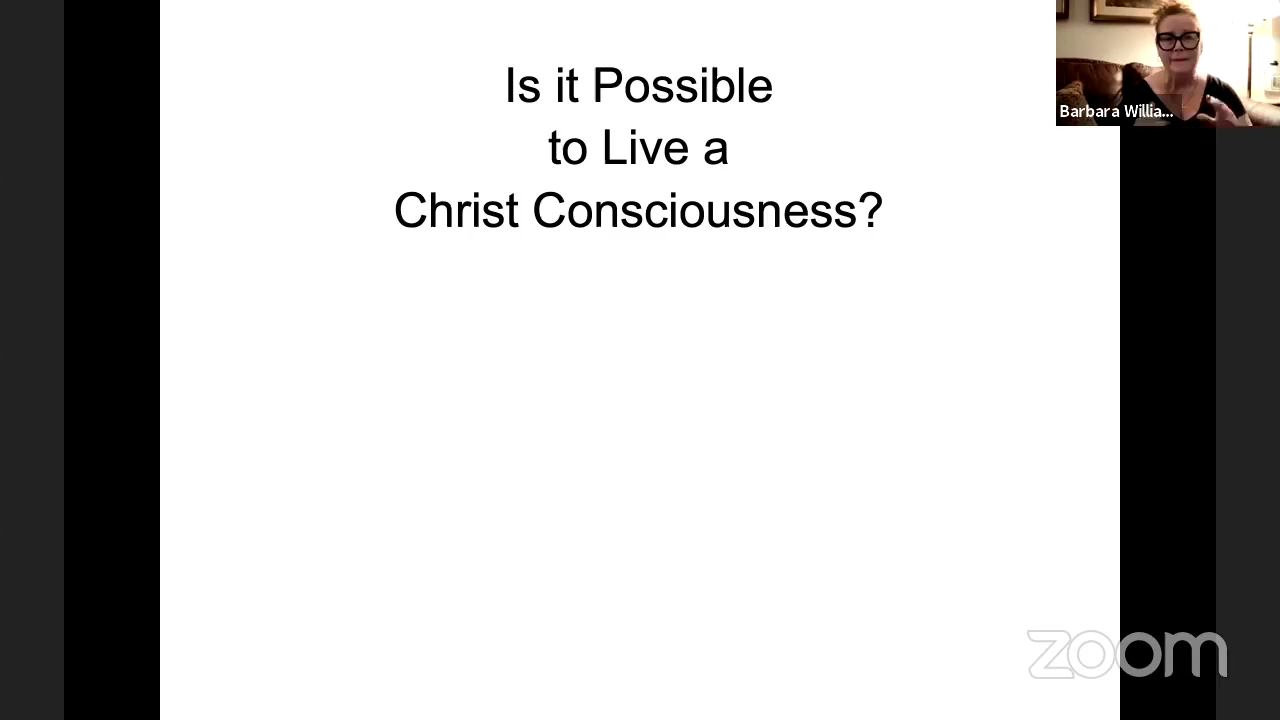 Is it Possible
to Live a
Christ Consciousness?
Barbara Willia...
zoom